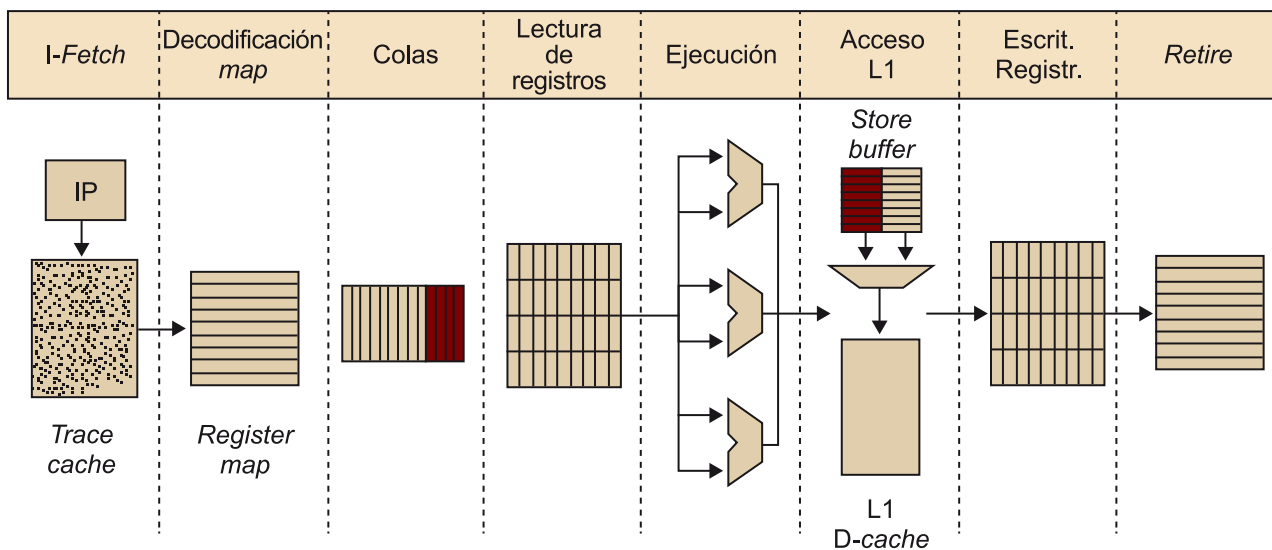 I-Fetch
Decodificación
map
Colas
Lectura
de
registros
Ejecución
Acceso
L1
Escrit.
Registr.
Retire
IP
Trace
cache
Register
map
Store
buffer
L1
D-cache